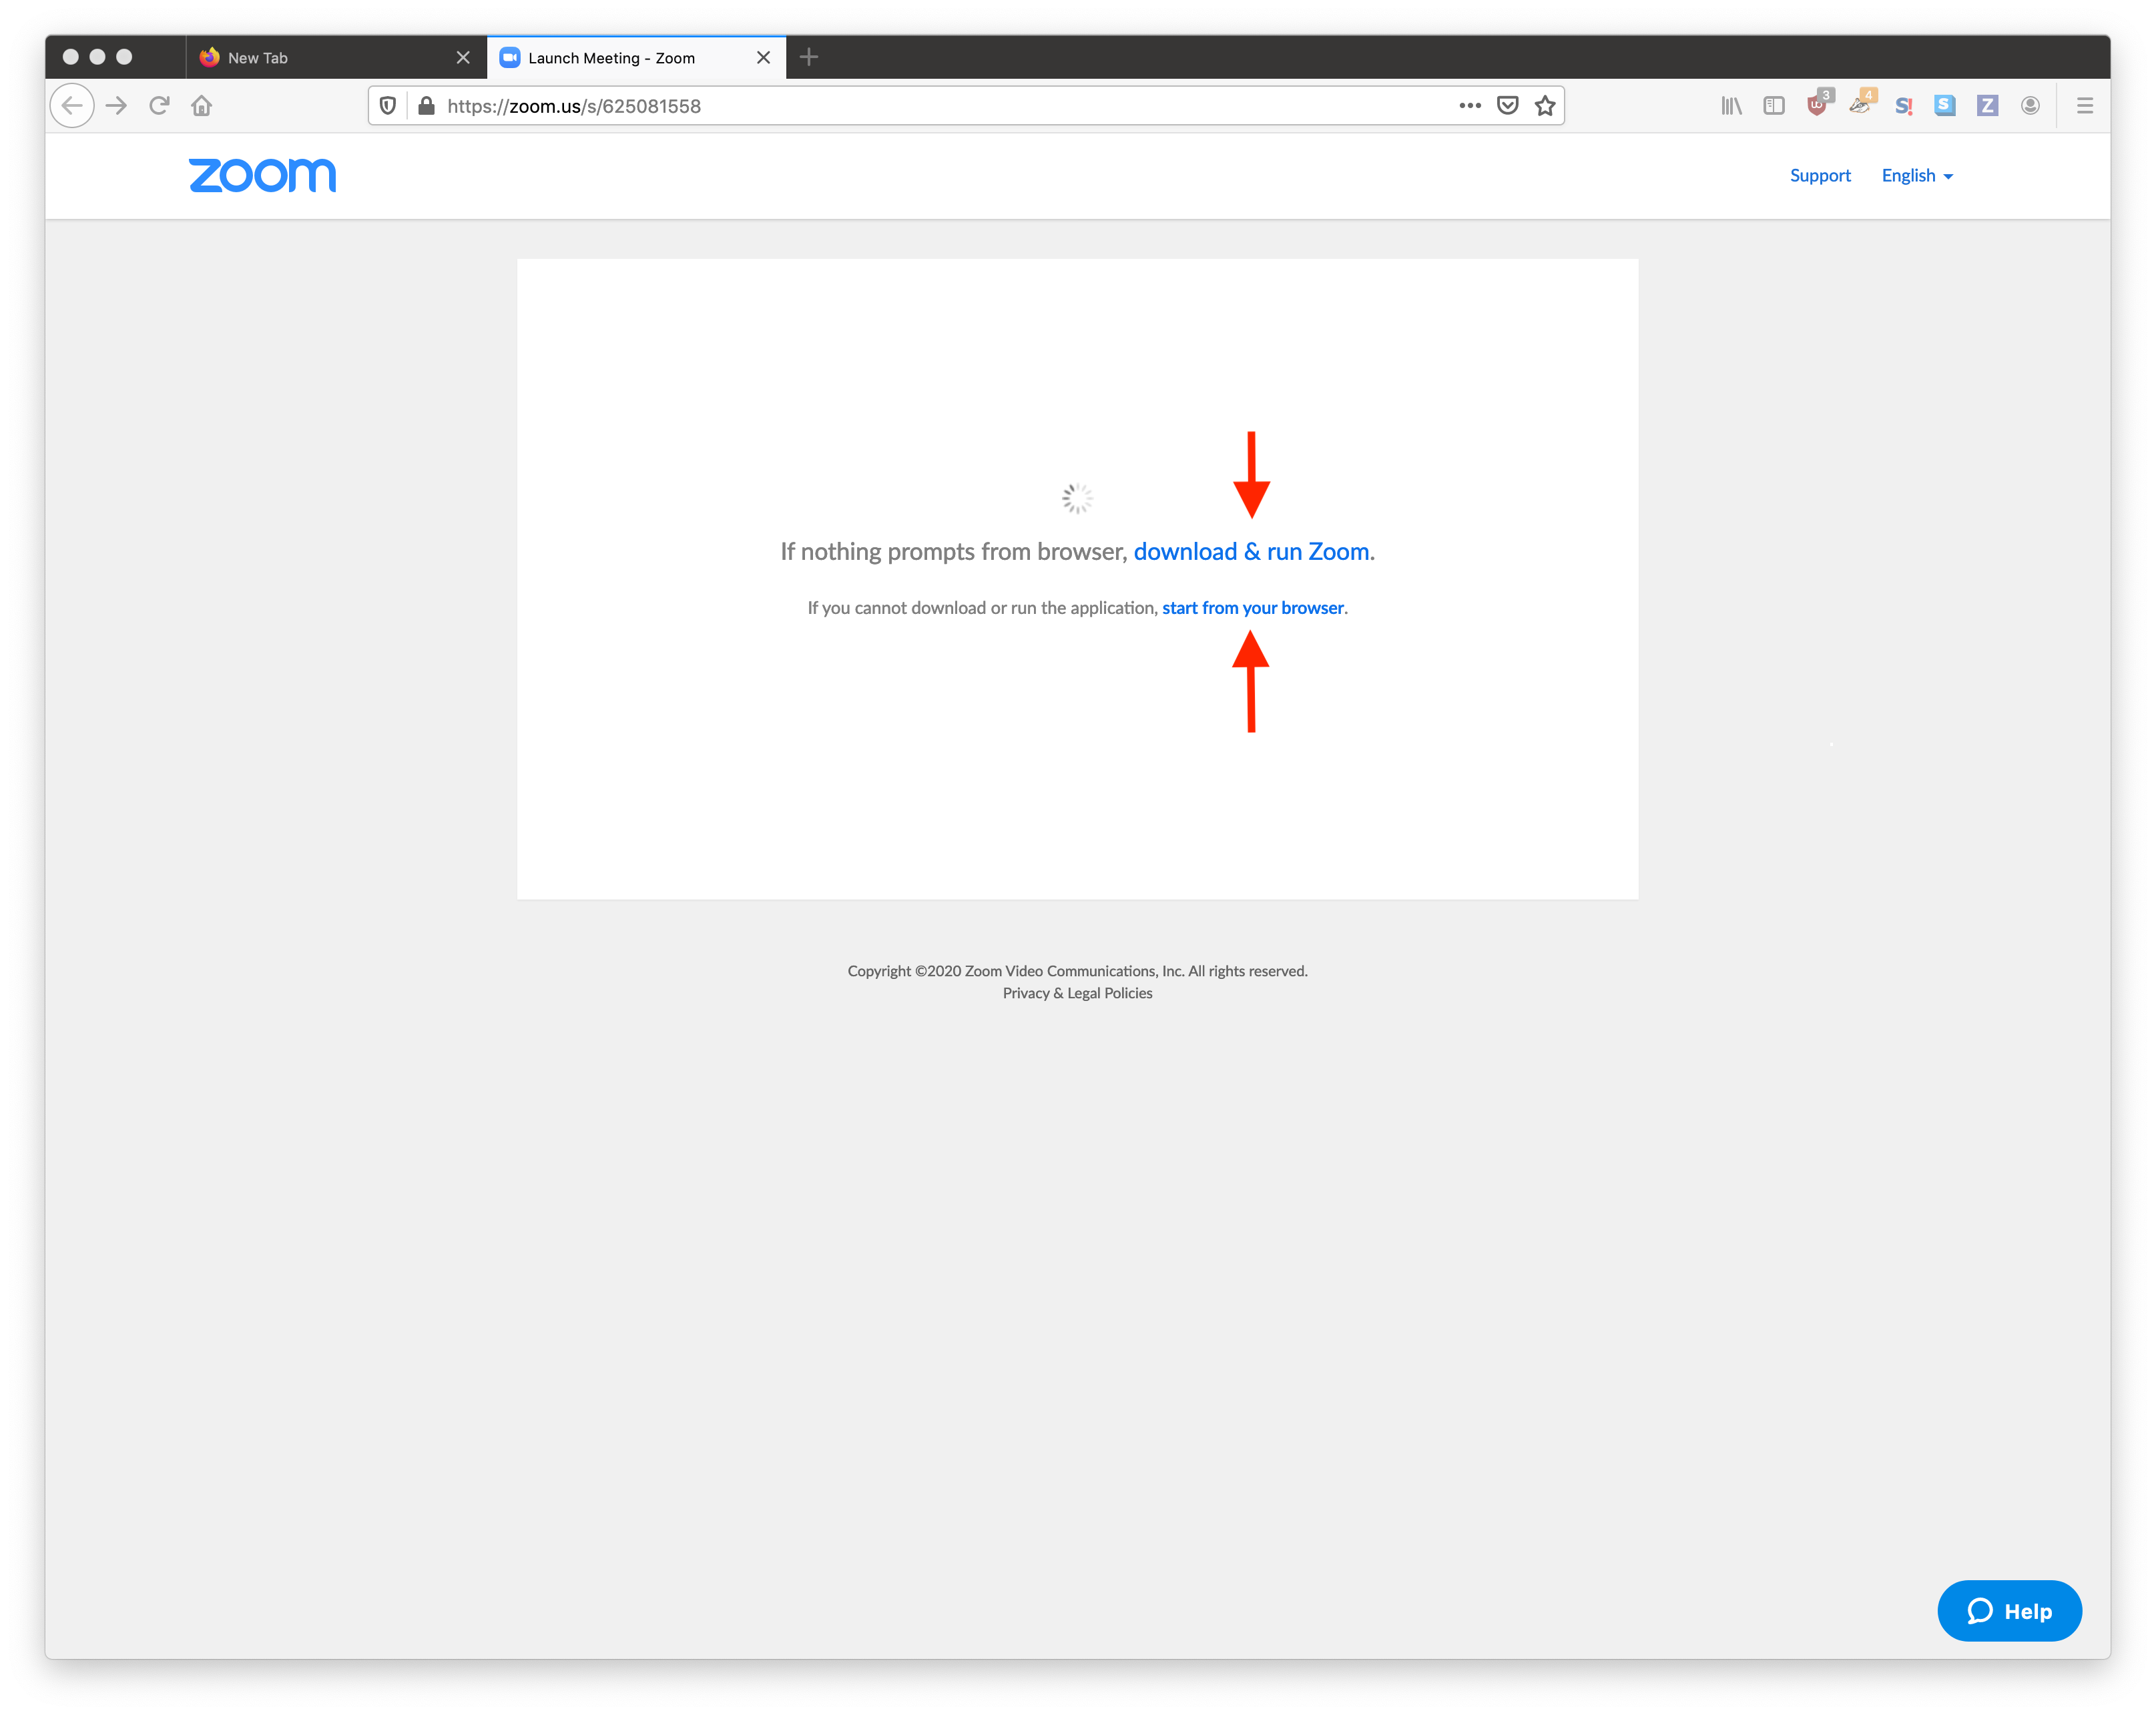 New Tab
Launch Meeting - Zoom
https://zoom.us/s/625081558
3
4
S!
S
Z
zoom
Support
English
If nothing prompts from browser, download & run Zoom.
If you cannot download or run the application, start from your browser.
Copyright ©2020 Zoom Video Communications, Inc. All rights reserved.
Privacy & Legal Policies
Help